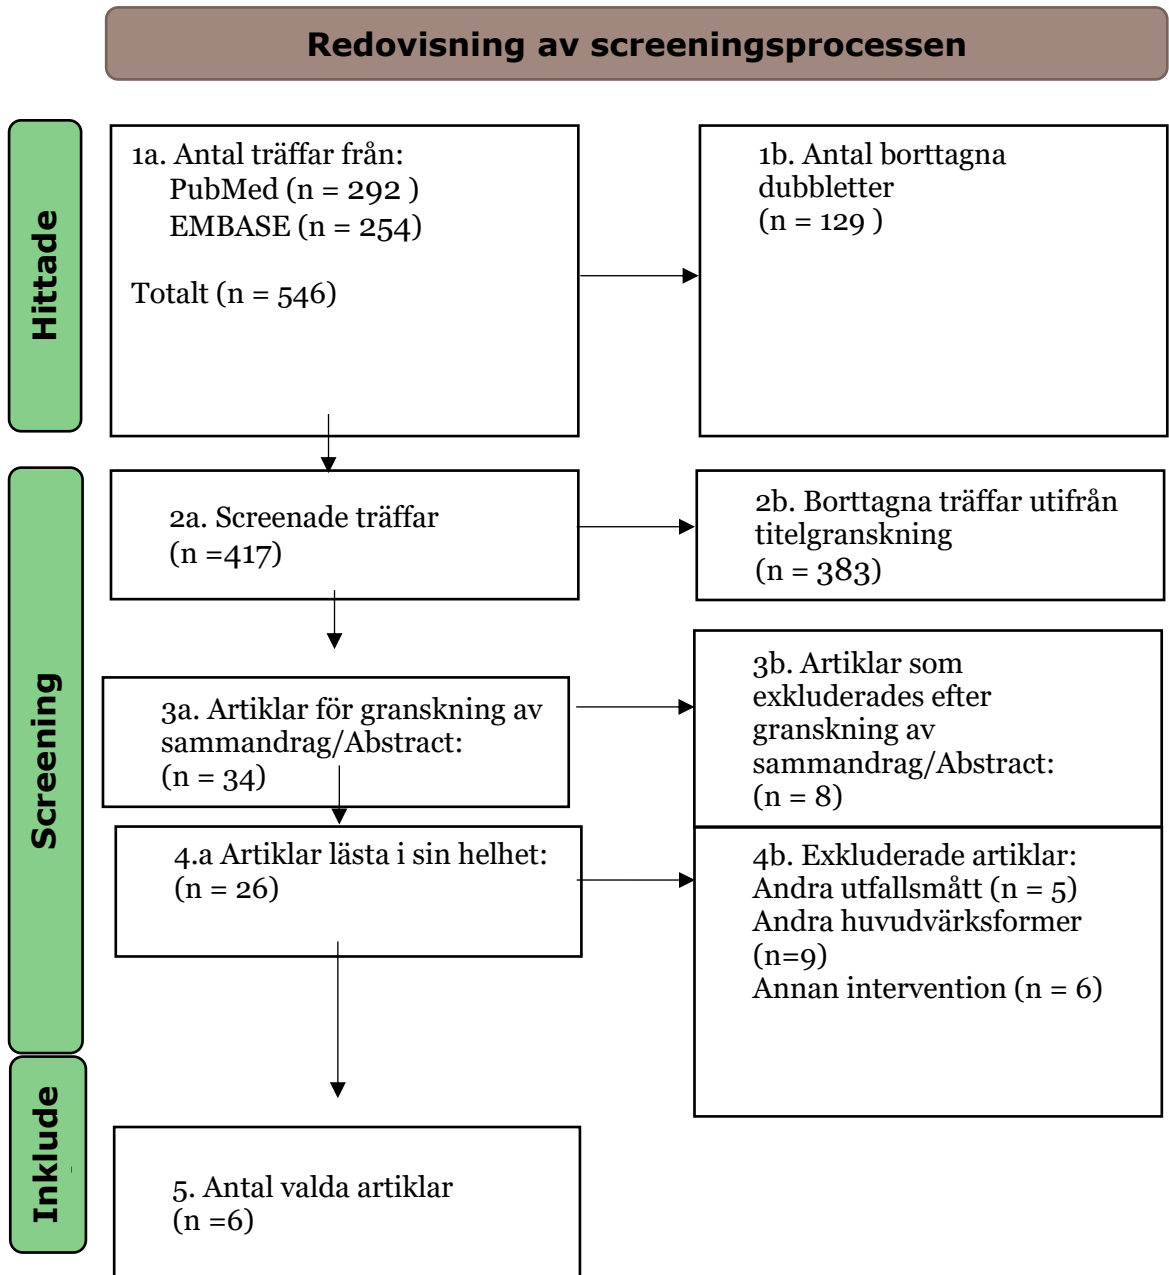 Redovisning av screeningsprocessen
Hittade
1a. Antal träffar från:
PubMed (n = 292 )
EMBASE (n = 254)
Totalt (n = 546)
1b. Antal borttagna
dubbletter
(n = 129 )
Screening
2a. Screenade träffar
(n =417)
2b. Borttagna träffar utifrån
titelgranskning
(n = 383)
3a. Artiklar för granskning av
sammandrag/Abstract:
(n = 34)
3b. Artiklar som
exkluderades efter
granskning av
sammandrag/Abstract:
(n = 8)
4.a Artiklar lästa i sin helhet:
(n = 26)
4b. Exkluderade artiklar:
Andra utfallsmått (n = 5)
Andra huvudvärksformer
(n=9)
Annan intervention (n = 6)
Inklude
5. Antal valda artiklar
(n =6)